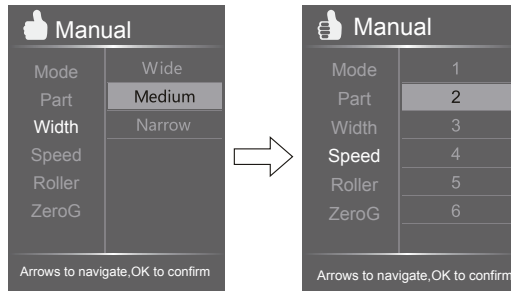 Manual
Mode
Part
Width
Speed
Roller
ZeroG
Wide
Medium
Narrow
Arrows to navigate,OK to confirm
Manual
Mode
Part
Width
Speed
Roller
ZeroG
1
2
3
4
5
6
Arrows to navigate,OK to confirm